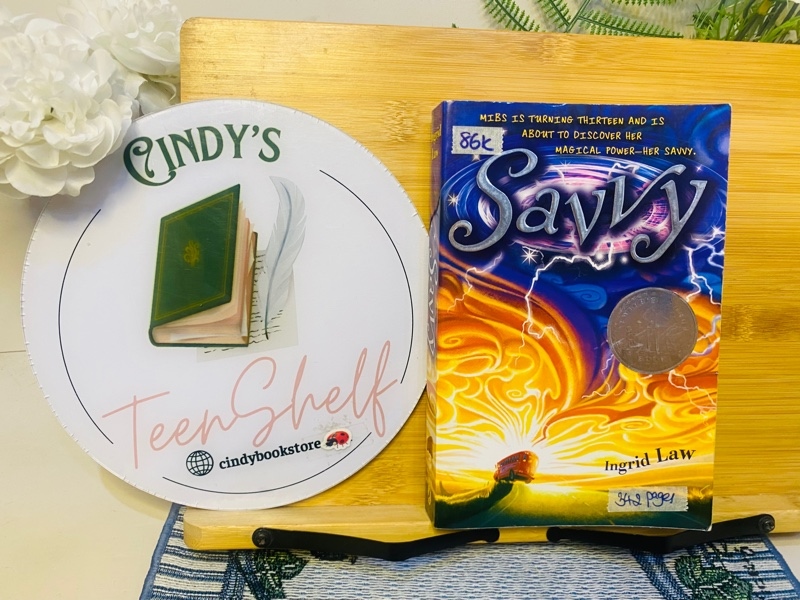 CINDY'S
TeenShelf
cindybookstore
MIBS IS TURNING THIRTEEN AND IS
ABOUT TO DISCOVER HER
MAGICAL POWER—HER SAVVY.
86K
Savvy
Ingrid Law
342 pages